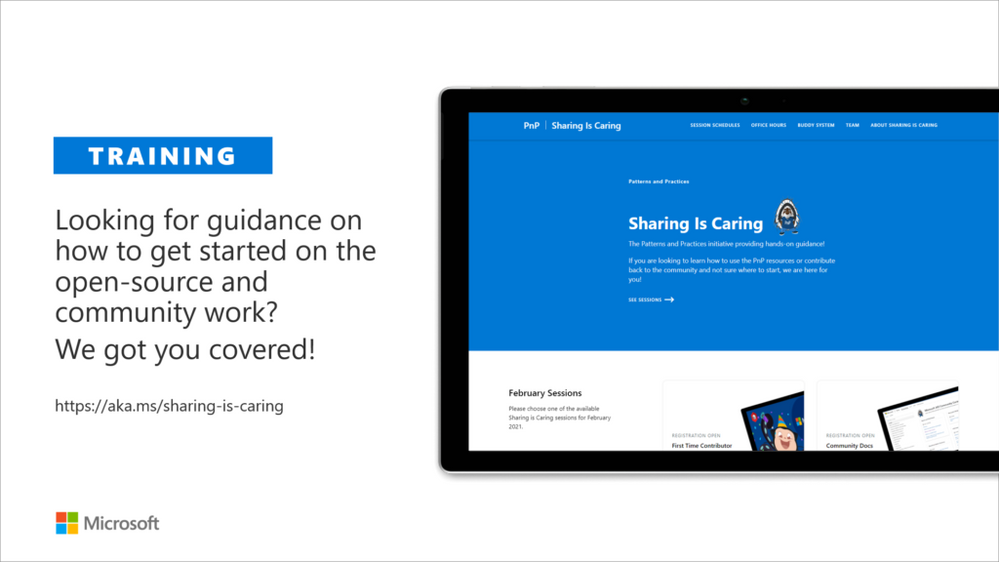 TRAINING
Looking for guidance on
how to get started on the
open-source and
community work?
We got you covered!
https://aka.ms/sharing-is-caring
Microsoft
PnP | Sharing Is Caring
SESSION SCHEDULES OFFICE HOURS BUDDY SYSTEM TEAM ABOUT SHARING IS CARING
Patterns and Practices
Sharing Is Caring
The Patterns and Practices initiative providing hands-on guidance!
If you are looking to learn how to use the PnP resources or contribute
back to the community and not sure where to start, we are here for
you!
SEE SESSIONS
February Sessions
Please choose one of the available
Sharing is Caring sessions for February
2021.
REGISTRATION OPEN
First Time Contributor
REGISTRATION OPEN
Community Docs